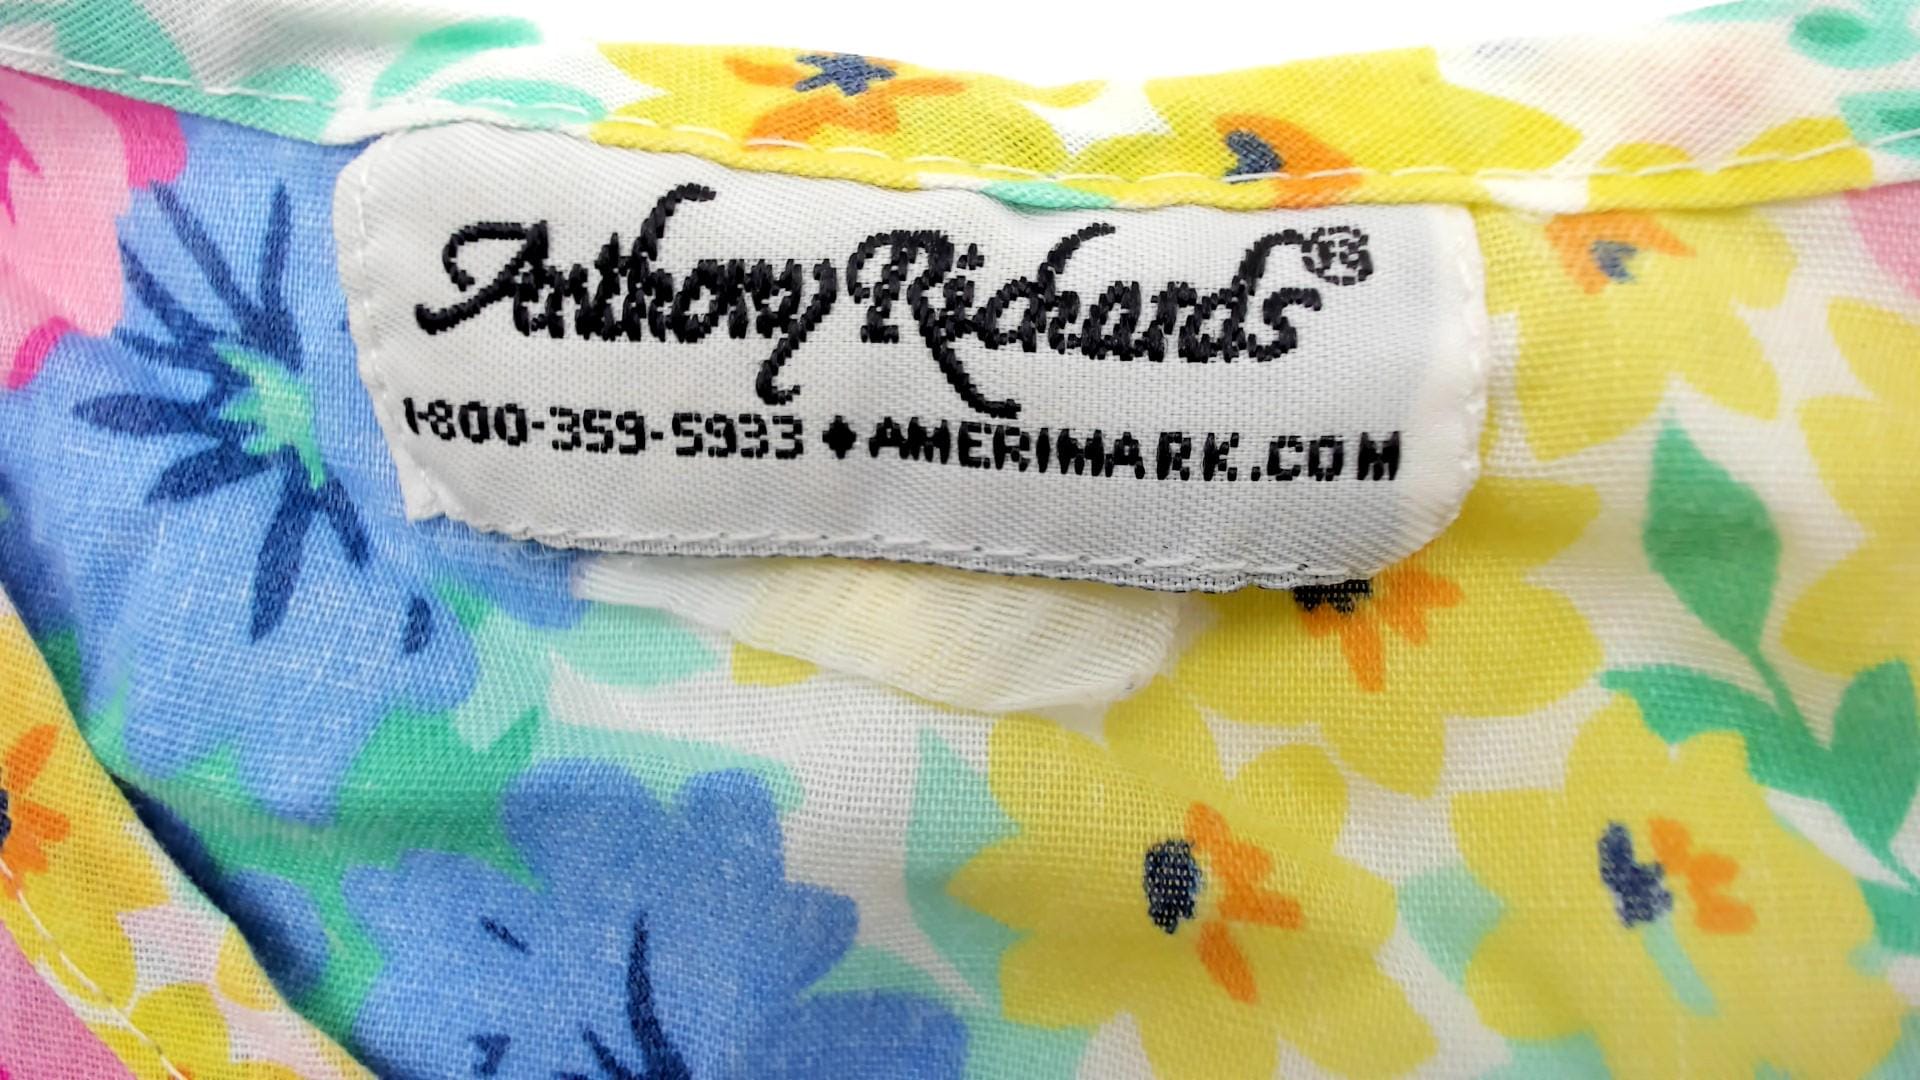 Anthony Richards®
1-800-359-5933 ♦ AMERIMARK.COM